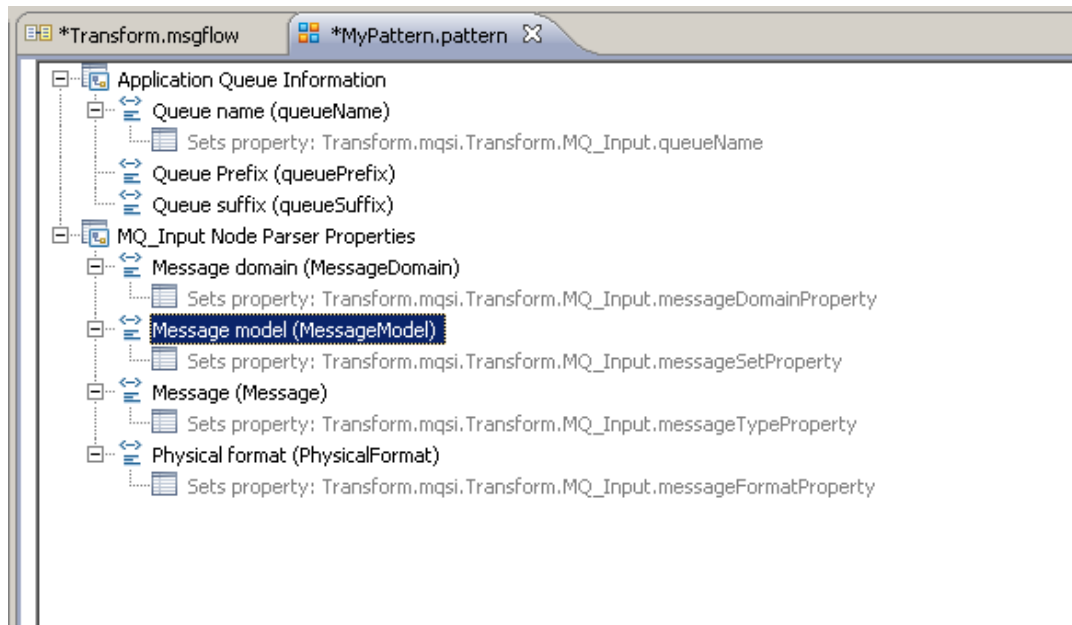 *Transform.msgflow *MyPattern.pattern
Application Queue Information
Queue name (queueName)
Sets property: Transform.mqsi.Transform.MQ_Input.queueName
Queue Prefix (queuePrefix)
Queue suffix (queueSuffix)
MQ_Input Node Parser Properties
Message domain (MessageDomain)
Sets property: Transform.mqsi.Transform.MQ_Input.messageDomainProperty
Message model (MessageModel)
Sets property: Transform.mqsi.Transform.MQ_Input.messageSetProperty
Message (Message)
Sets property: Transform.mqsi.Transform.MQ_Input.messageTypeProperty
Physical format (PhysicalFormat)
Sets property: Transform.mqsi.Transform.MQ_Input.messageFormatProperty